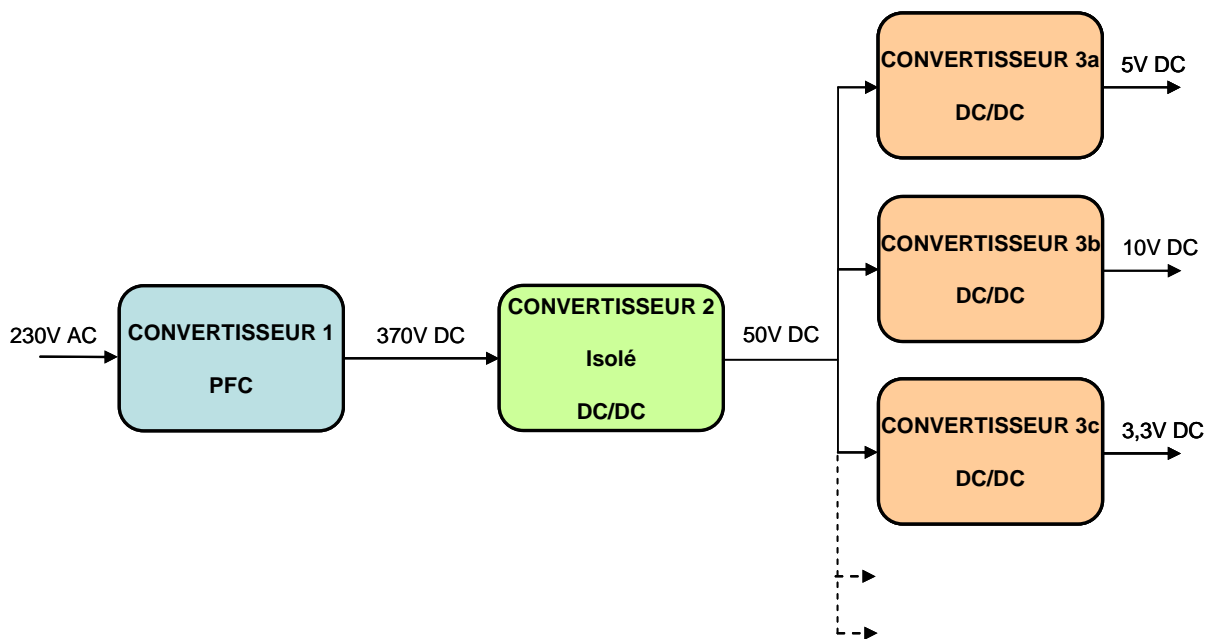 230V AC
CONVERTISSEUR 1
PFC
370V DC
CONVERTISSEUR 2
Isolé
DC/DC
50V DC
CONVERTISSEUR 3a
DC/DC
5V DC
CONVERTISSEUR 3b
DC/DC
10V DC
CONVERTISSEUR 3c
DC/DC
3,3V DC